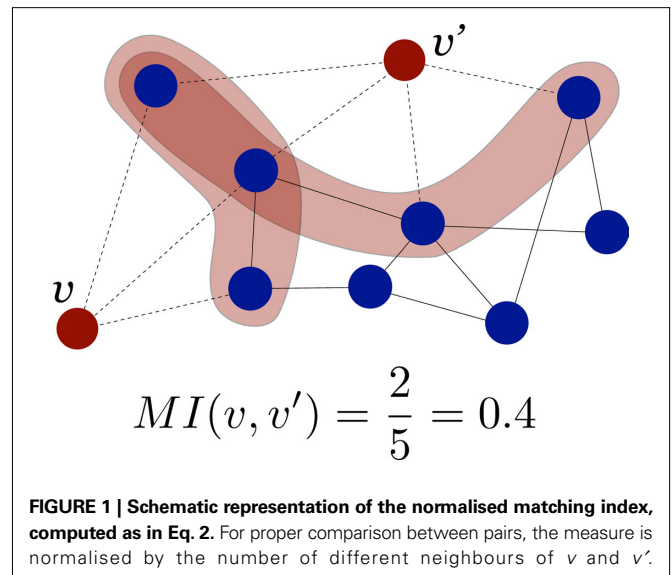 v'
v
MI(v, v′) = 2/5 = 0.4
FIGURE 1 | Schematic representation of the normalised matching index,
computed as in Eq. 2. For proper comparison between pairs, the measure is
normalised by the number of different neighbours of v and v′.